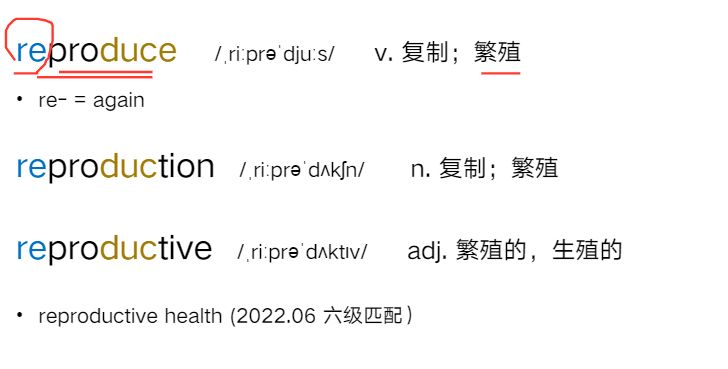 reproduce /ˌriːprəˈdjuːs/ v. 复制；繁殖
• re- = again
reproduction /ˌriːprəˈdʌkʃn/ n. 复制；繁殖
reproductive /ˌriːprəˈdʌktɪv/ adj. 繁殖的，生殖的
• reproductive health (2022.06 六级匹配）